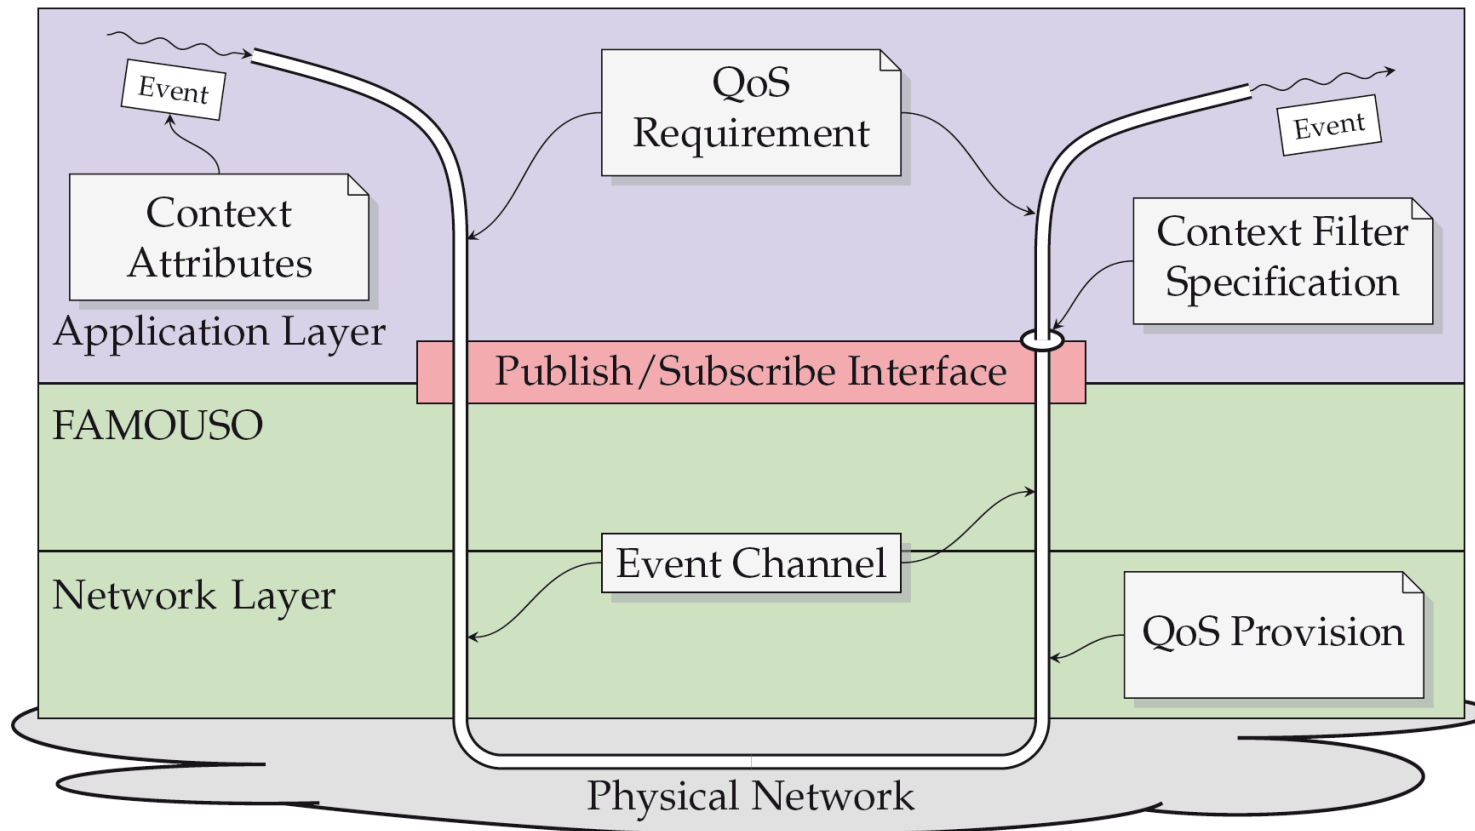 Event
QoS
Requirement
Event
Context
Attributes
Context Filter
Specification
Application Layer
Publish/Subscribe Interface
FAMOUSO
Event Channel
Network Layer
QoS Provision
Physical Network